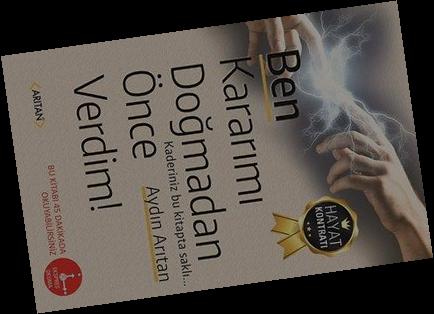 Ben
Kararımı
Doğmadan
Önce
Verdim!
Kaderiniz bu kitapta saklı...
Aydın Arıtan
HAYAT
KONTRATI
ARITAN
BU KİTABI 45 DAKİKADA
OKUYABİLİRSİNİZ